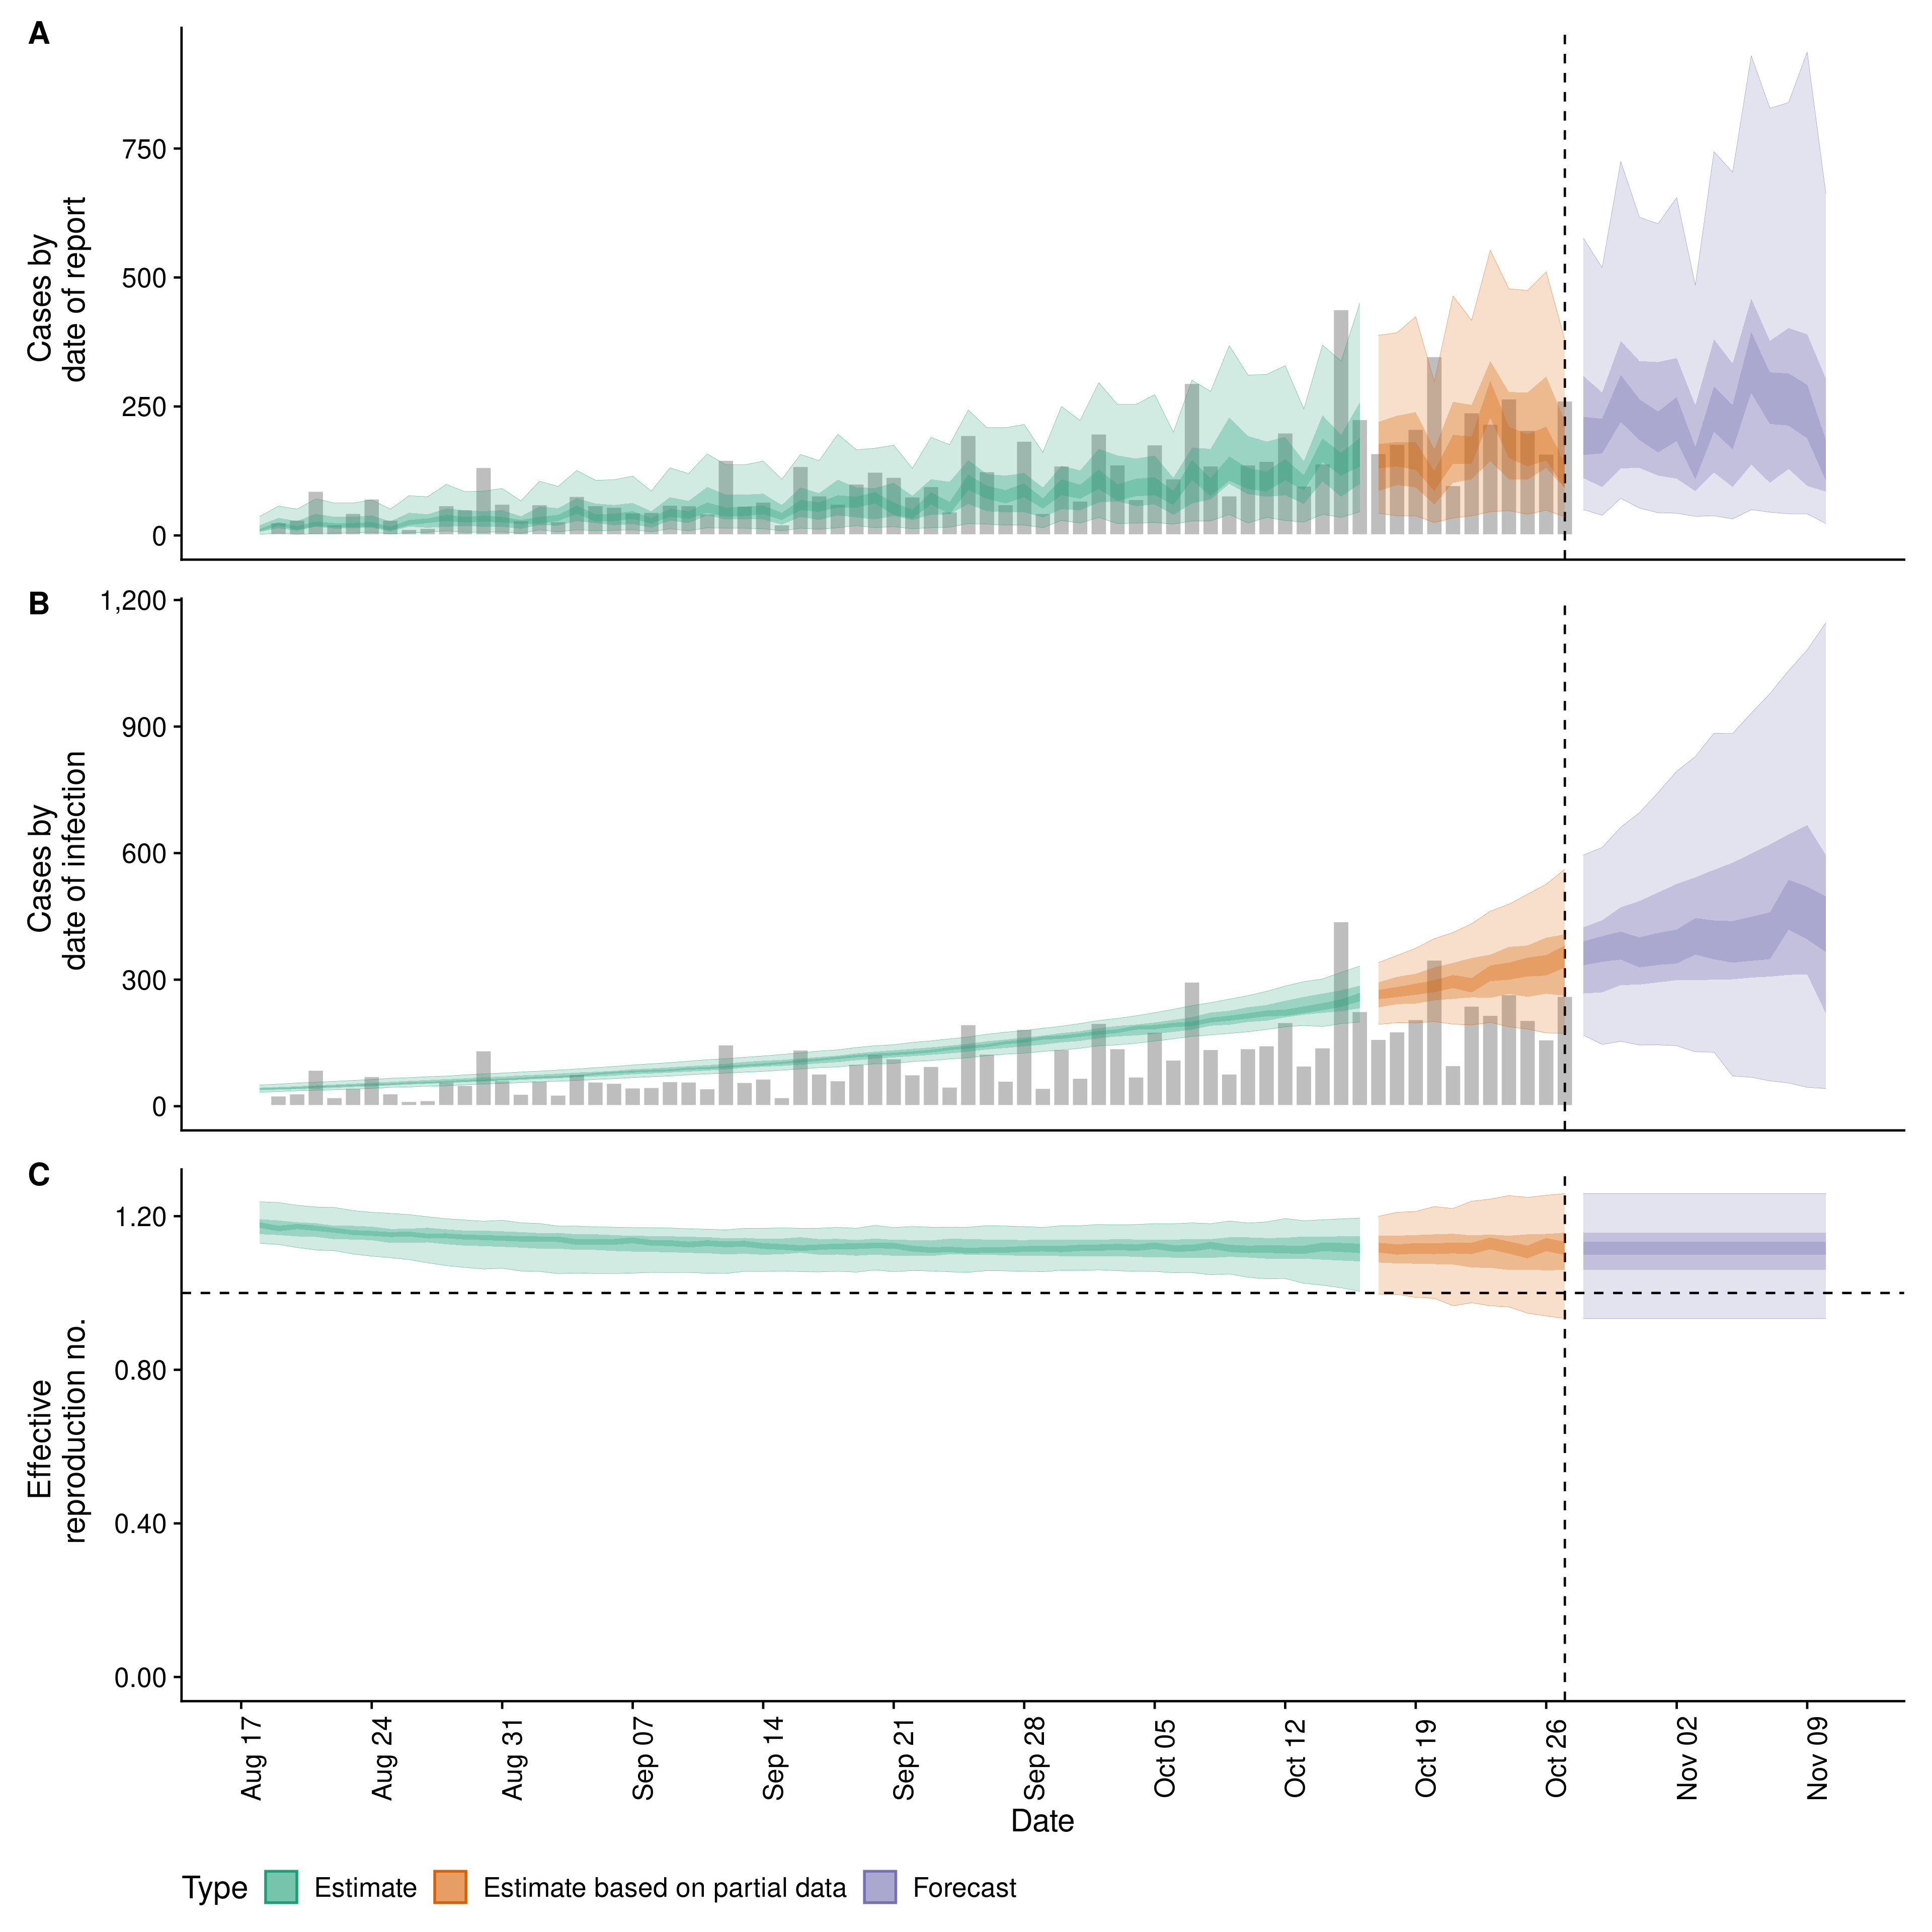 A
Cases by
date of report
750
500
250
0
B
Cases by
date of infection
1,200
900
600
300
0
C
Effective
reproduction no.
1.20
0.80
0.40
0.00
Aug 17
Aug 24
Aug 31
Sep 07
Sep 14
Sep 21
Sep 28
Oct 05
Oct 12
Oct 19
Oct 26
Nov 02
Nov 09
Date
Type Estimate Estimate based on partial data Forecast